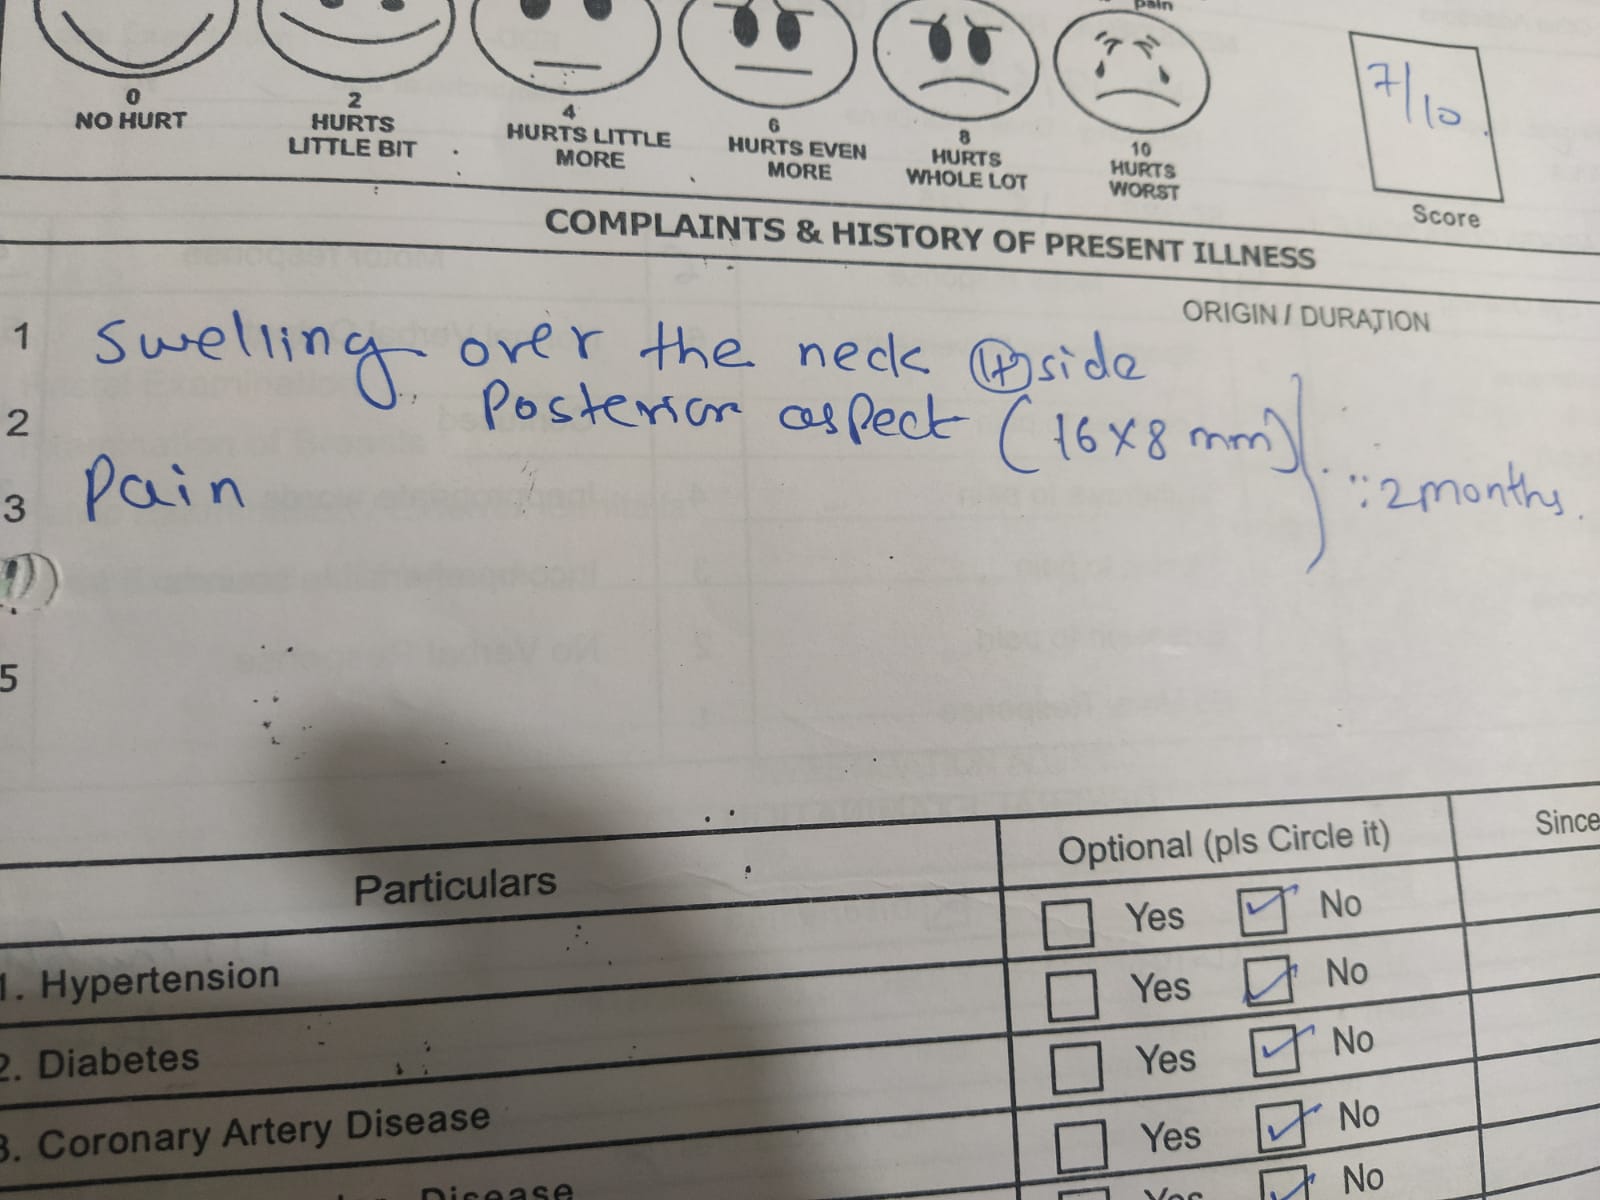 pain
0
NO HURT
2
HURTS
LITTLE BIT
4
HURTS LITTLE
MORE
6
HURTS EVEN
MORE
8
HURTS
WHOLE LOT
10
HURTS
WORST
7/10
Score
COMPLAINTS & HISTORY OF PRESENT ILLNESS
ORIGIN / DURATION
1 Swelling over the neck side
2 Posterior aspect (16X8 mm)
3 Pain
2 months.
5
Particulars Optional (pls Circle it) Since
1. Hypertension Yes No
2. Diabetes Yes No
3. Coronary Artery Disease Yes No
Yes No
Disease Yes No